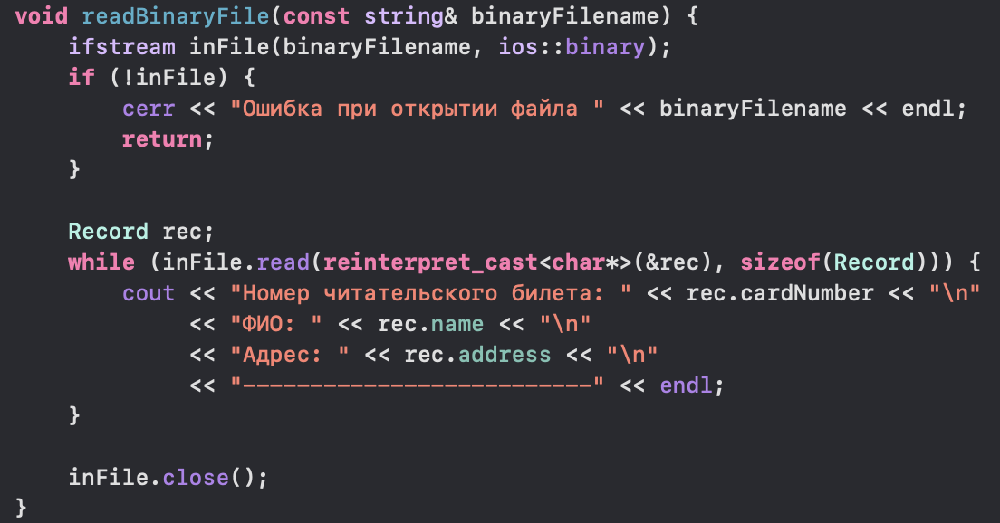 void readBinaryFile(const string& binaryFilename) {
    ifstream inFile(binaryFilename, ios::binary);
    if (!inFile) {
        cerr << "Ошибка при открытии файла " << binaryFilename << endl;
        return;
    }

    Record rec;
    while (inFile.read(reinterpret_cast<char*>(&rec), sizeof(Record))) {
        cout << "Номер читательского билета: " << rec.cardNumber << "\n"
             << "ФИО: " << rec.name << "\n"
             << "Адрес: " << rec.address << "\n"
             << "--------------------------" << endl;
    }

    inFile.close();
}